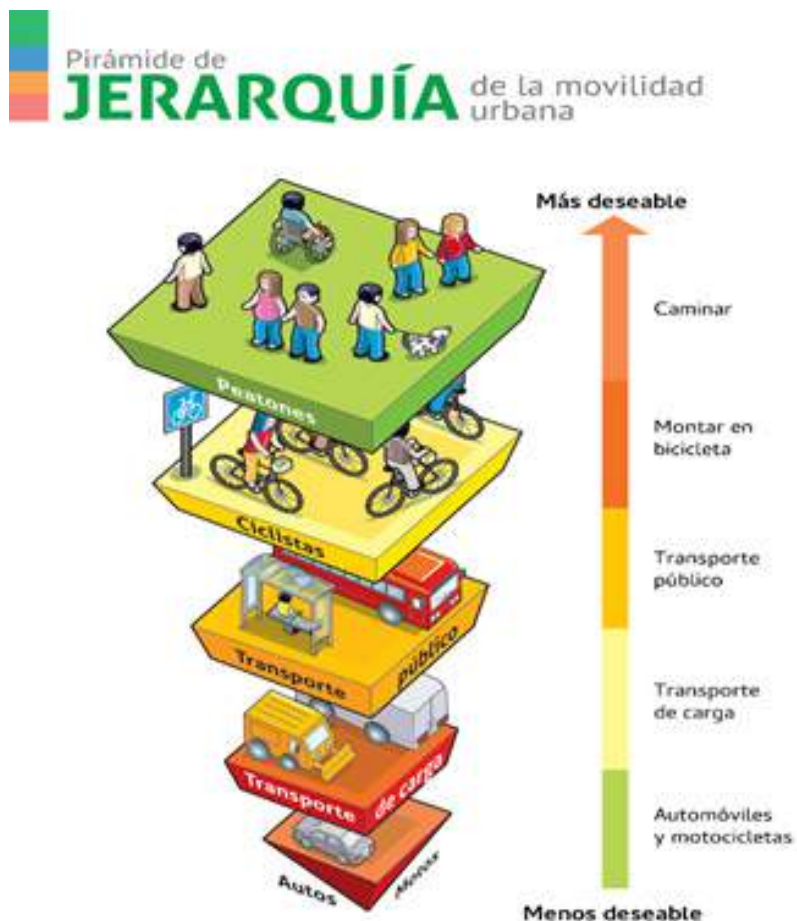 Pirámide de
JERARQUÍA de la movilidad
urbana
Más deseable
Caminar
Peatones
Montar en
bicicleta
Ciclistas
Transporte
público
Transporte público
Transporte
de carga
Transporte de carga
Automóviles
y motocicletas
Autos Motos
Menos deseable